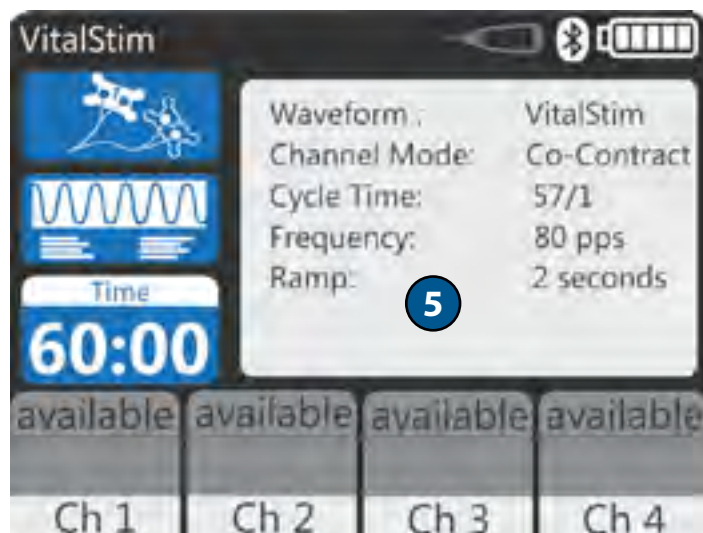 VitalStim
Waveform : VitalStim
Channel Mode: Co-Contract
Cycle Time: 57/1
Frequency: 80 pps
Ramp: 2 seconds
5
Time
60:00
available available available available
Ch 1 Ch 2 Ch 3 Ch 4